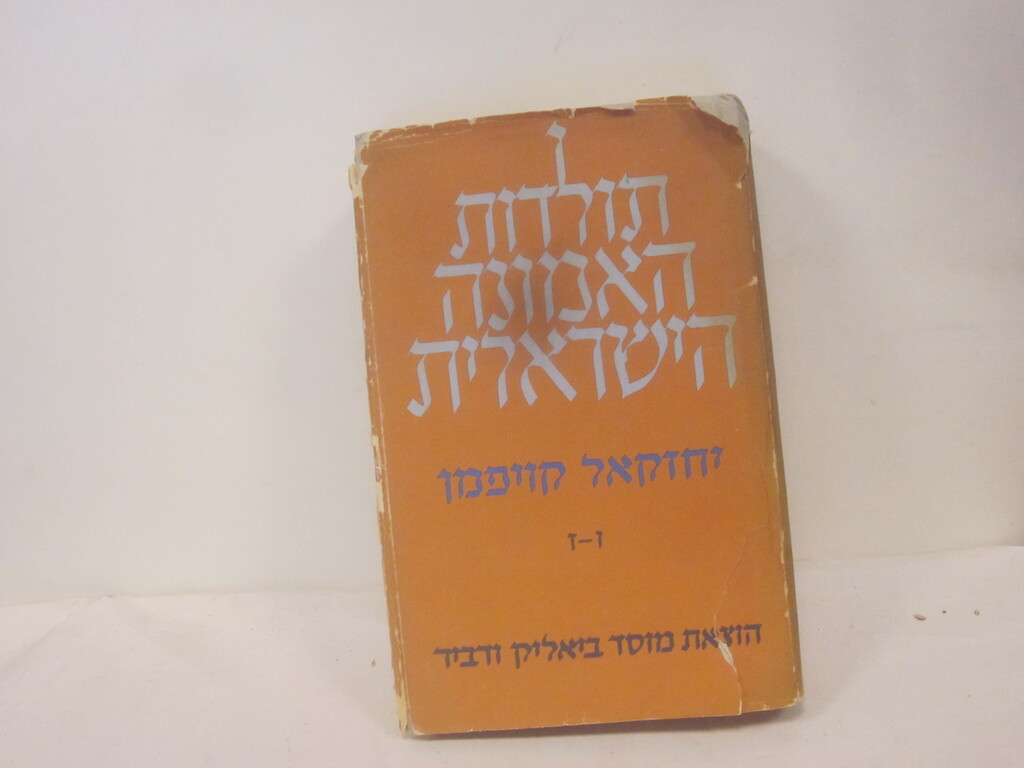 תולדות
האמונה
הישראלית
יחזקאל קויפמן
ו–ז
הוצאת מוסד ביאליק ודביר